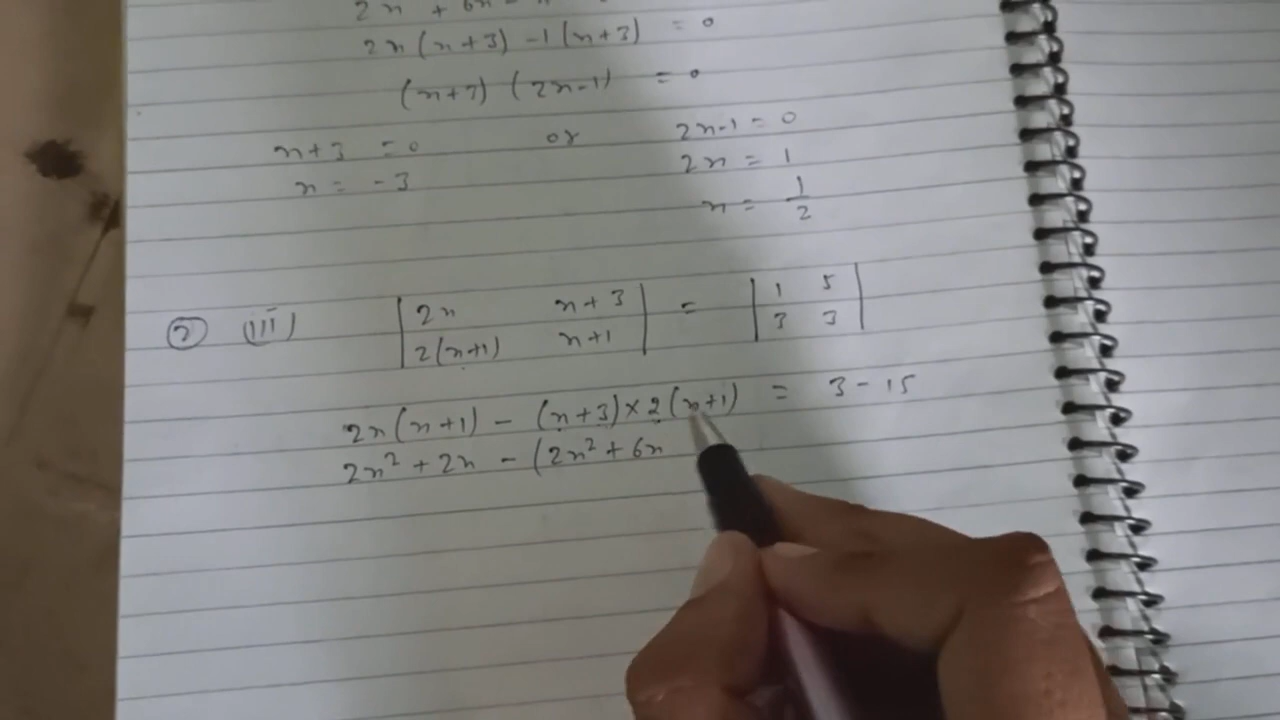 2x(x+3) -1(x+3) = 0
(x+3) (2x-1) = 0
x+3 = 0 or 2x-1 = 0
x = -3 2x = 1
x = 1/2
② (iii) | 2x x+3 | = | 1 5 |
| 2(x+1) x+1 | | 3 3 |
2x(x+1) - (x+3)×2(x+1) = 3-15
2x² + 2x - (2x² + 6x